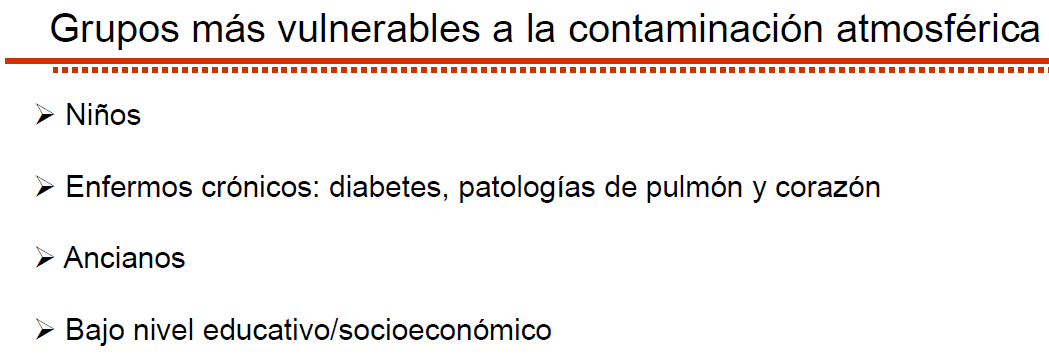 Grupos más vulnerables a la contaminación atmosférica
➢ Niños
➢ Enfermos crónicos: diabetes, patologías de pulmón y corazón
➢ Ancianos
➢ Bajo nivel educativo/socioeconómico